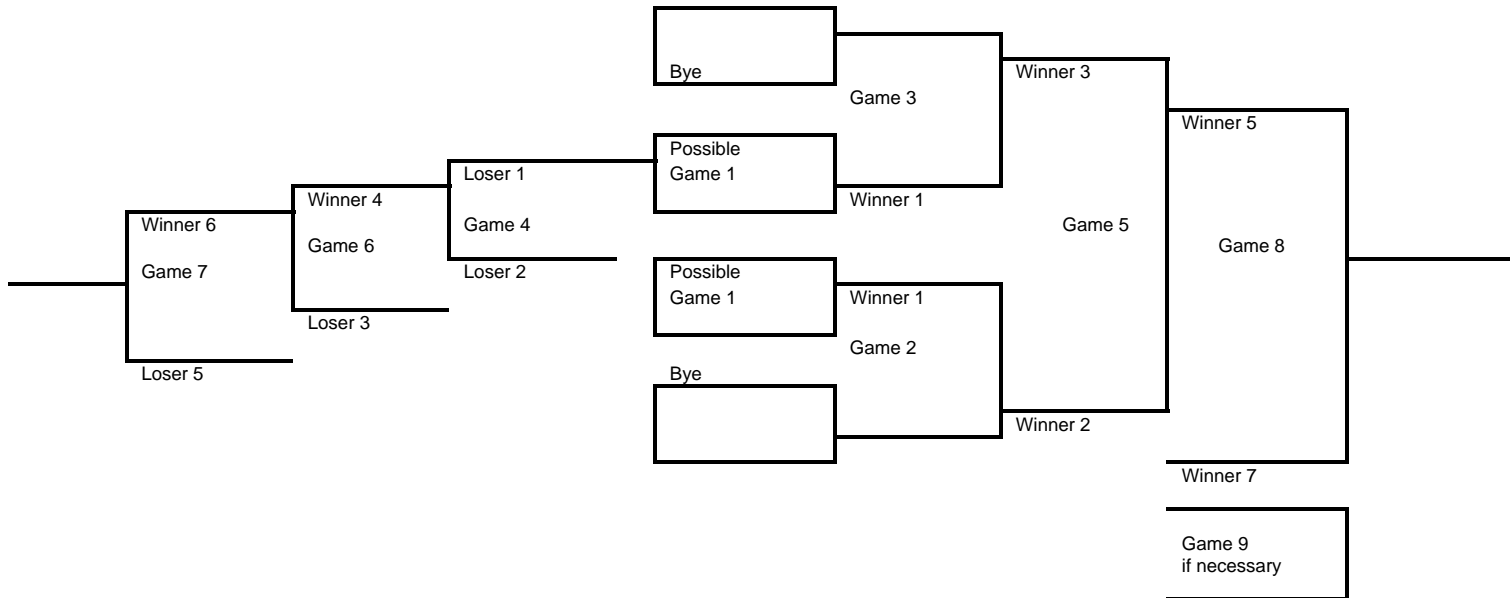 Bye
Game 3
Winner 3
Winner 5
Possible
Game 1
Loser 1
Winner 1
Winner 4
Winner 6
Game 4
Game 5
Game 6
Game 8
Game 7
Loser 2
Possible
Game 1
Winner 1
Loser 3
Game 2
Loser 5
Bye
Winner 2
Winner 7
Game 9
if necessary